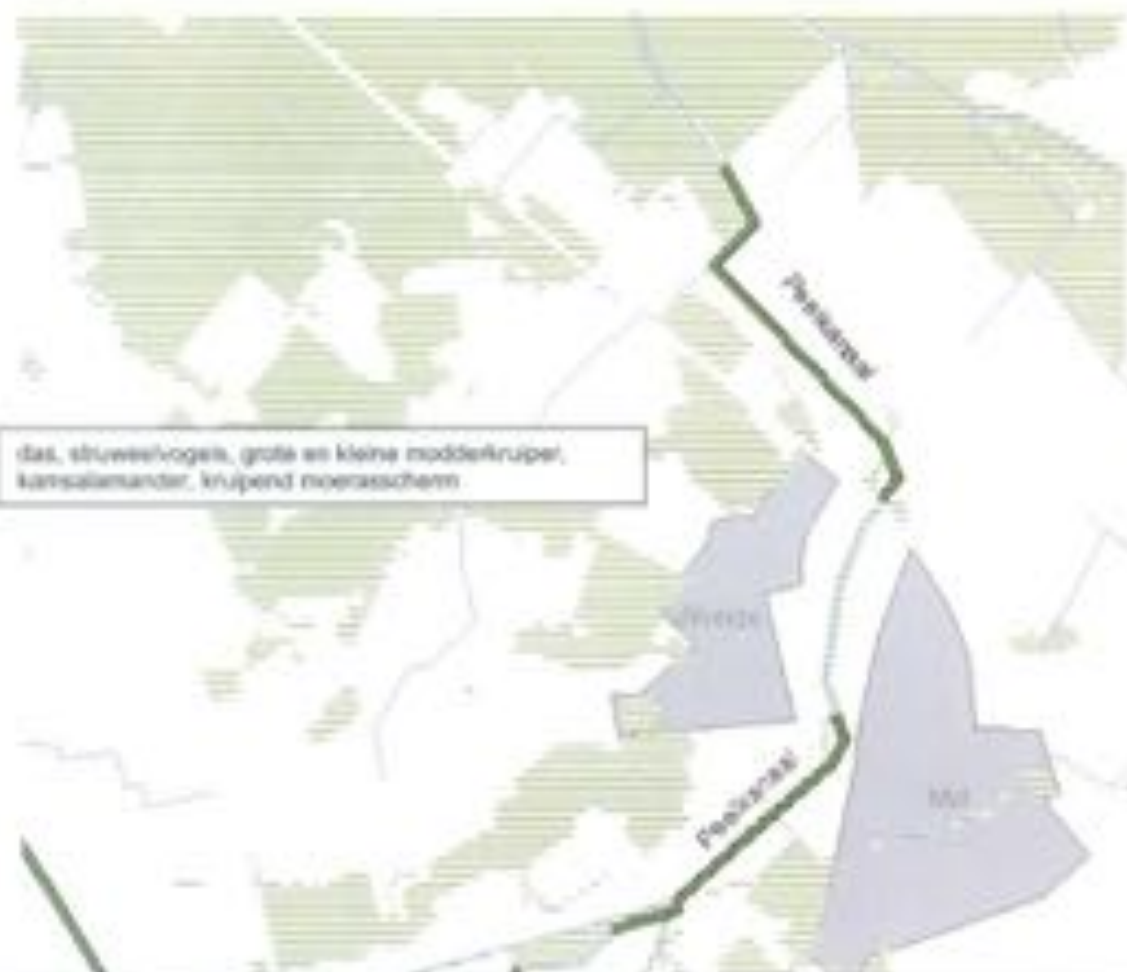 Peelkanaal
das, struweelvogels, grote en kleine modderkruiper,
kamsalamander, kruipend moerasscherm
Peelkanaal
Mill